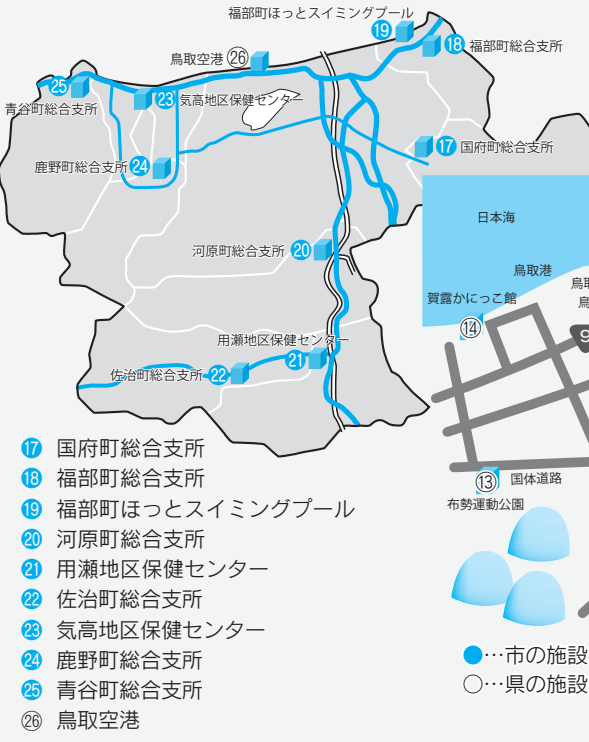 福部町ほっとスイミングプール
⑲
⑱ 福部町総合支所
鳥取空港 ㉖
㉕
青谷町総合支所
㉓ 気高地区保健センター
⑰ 国府町総合支所
鹿野町総合支所 ㉔
日本海
河原町総合支所 ⑳
鳥取港
鳥
鳥
賀露かにっこ館
⑭
9
用瀬地区保健センター
㉑
佐治町総合支所 ㉒
⑰ 国府町総合支所
⑱ 福部町総合支所
⑲ 福部町ほっとスイミングプール
⑳ 河原町総合支所
㉑ 用瀬地区保健センター
㉒ 佐治町総合支所
㉓ 気高地区保健センター
㉔ 鹿野町総合支所
㉕ 青谷町総合支所
㉖ 鳥取空港
⑬ 国体道路
布勢運動公園
●…市の施設
○…県の施設